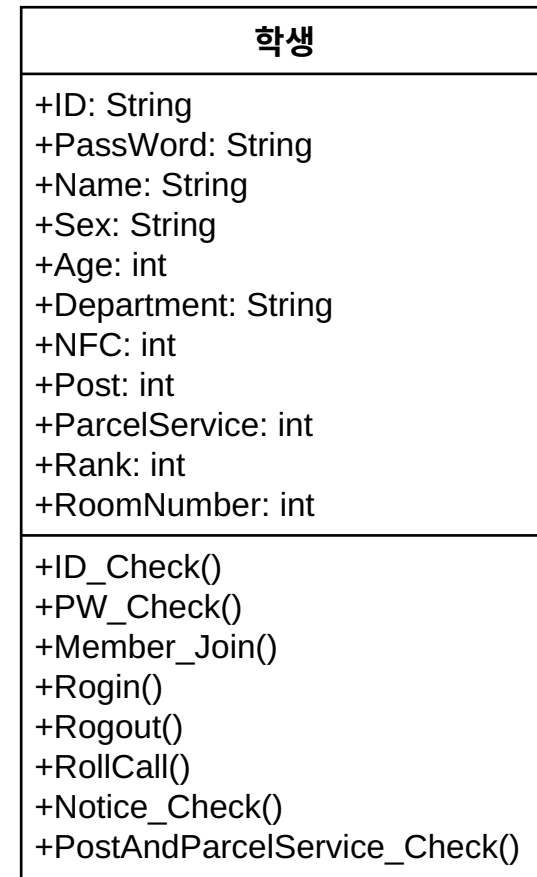 학생
+ID: String
+PassWord: String
+Name: String
+Sex: String
+Age: int
+Department: String
+NFC: int
+Post: int
+ParcelService: int
+Rank: int
+RoomNumber: int
+ID_Check()
+PW_Check()
+Member_Join()
+Rogin()
+Rogout()
+RollCall()
+Notice_Check()
+PostAndParcelService_Check()